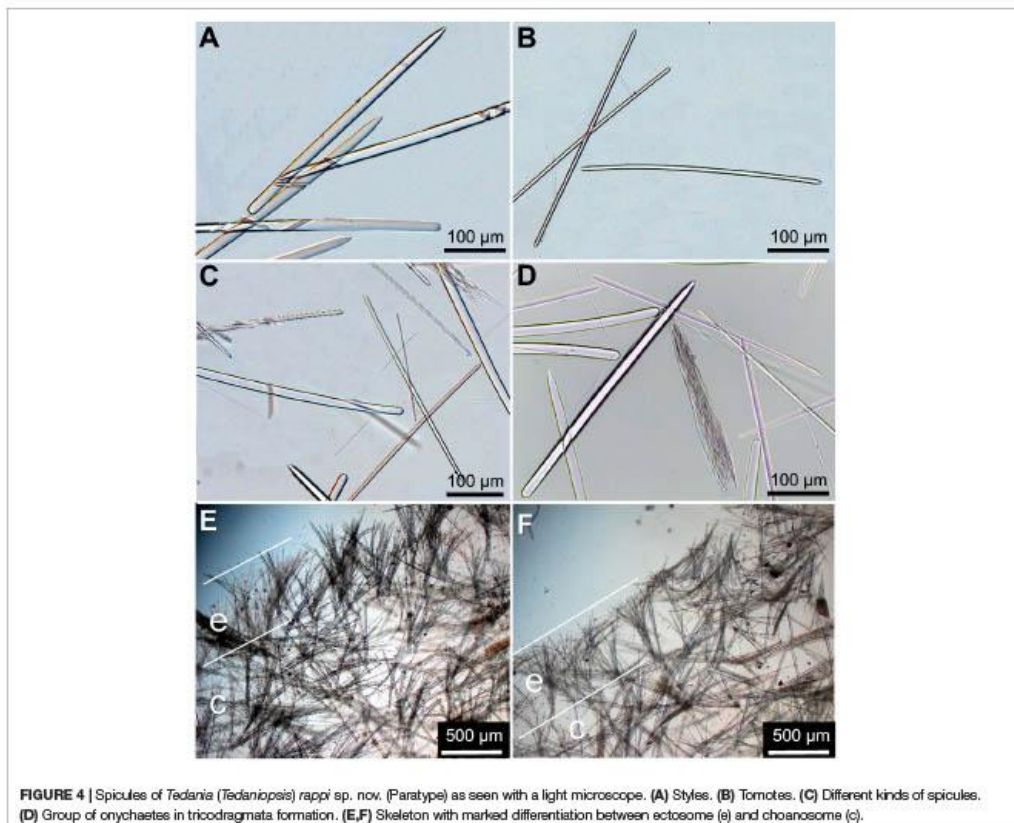 A
100 µm
B
100 µm
C
100 µm
D
100 µm
E
e
c
500 µm
F
e
c
500 µm
FIGURE 4 | Spicules of Tedania (Tedaniopsis) rappi sp. nov. (Paratype) as seen with a light microscope. (A) Styles. (B) Tornotes. (C) Different kinds of spicules.
(D) Group of onychaetes in tricodragmata formation. (E,F) Skeleton with marked differentiation between ectosome (e) and choanosome (c).